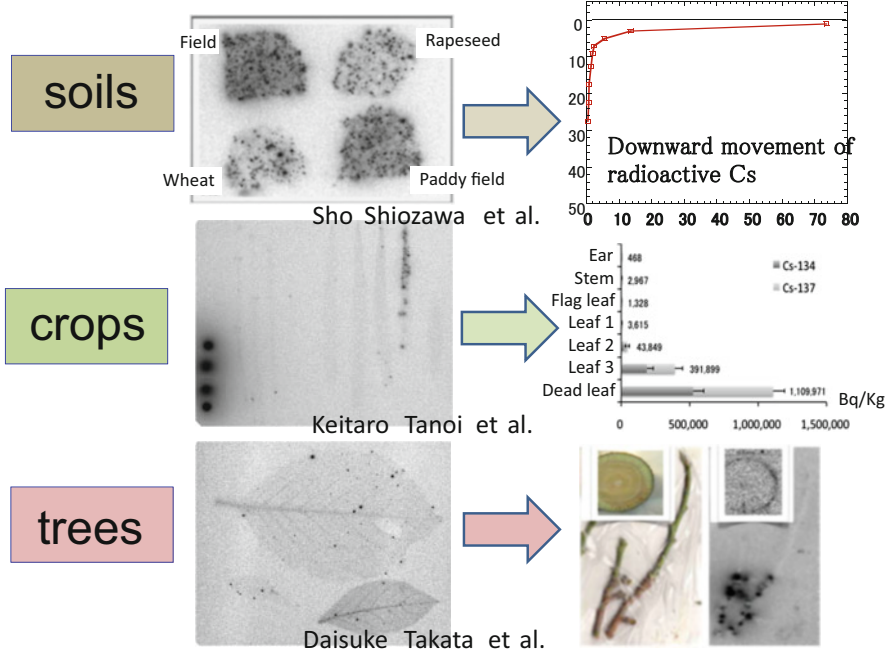 soils
Field
Rapeseed
Wheat
Paddy field
Sho Shiozawa et al.
0
10
20
30
40
50
0 10 20 30 40 50 60 70 80
Downward movement of
radioactive Cs
crops
Keitaro Tanoi et al.
Ear 468
Stem 2,967
Flag leaf 1,328
Leaf 1 3,615
Leaf 2 43,849
Leaf 3 391,899
Dead leaf 1,109,971
Cs-134
Cs-137
Bq/Kg
0 500,000 1,000,000 1,500,000
trees
Daisuke Takata et al.